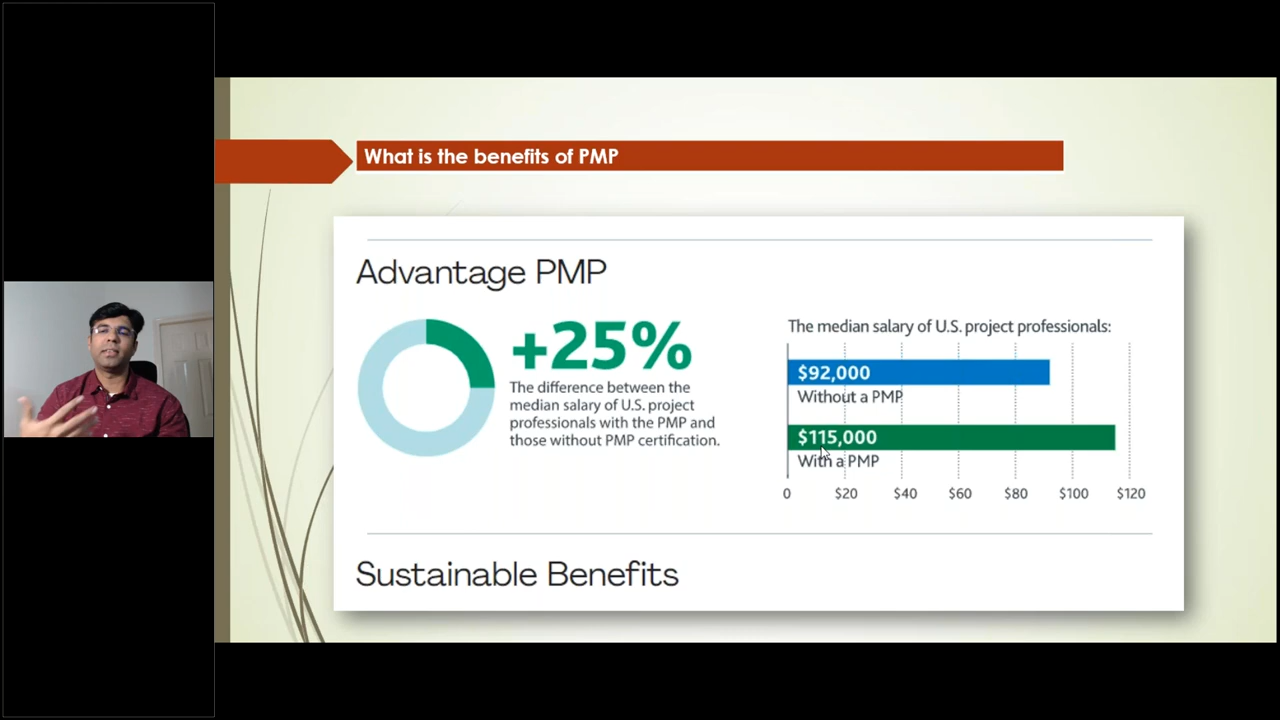 What is the benefits of PMP
Advantage PMP
+25%
The difference between the
median salary of U.S. project
professionals with the PMP and
those without PMP certification.
The median salary of U.S. project professionals:
$92,000
Without a PMP
$115,000
With a PMP
0 $20 $40 $60 $80 $100 $120
Sustainable Benefits